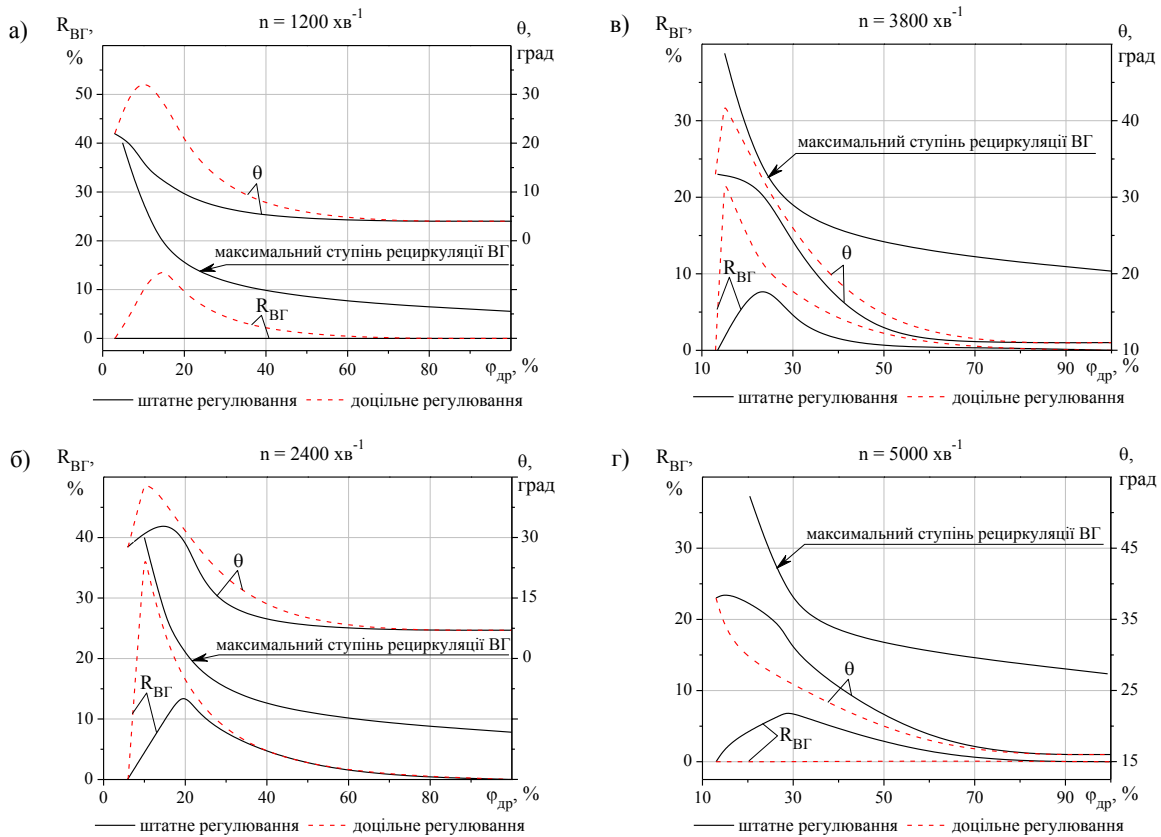 а)
R_ВГ, %
n = 1200 хв⁻¹
θ, град
50
40
30
20
10
0
30
20
10
0
θ
максимальний ступінь рециркуляції ВГ
R_ВГ
0
20
40
60
80
φ_др, %
штатне регулювання
доцільне регулювання
в)
R_ВГ, %
n = 3800 хв⁻¹
θ, град
30
20
10
0
40
30
20
10
максимальний ступінь рециркуляції ВГ
θ
R_ВГ
10
30
50
70
90
φ_др, %
штатне регулювання
доцільне регулювання
б)
R_ВГ, %
n = 2400 хв⁻¹
θ, град
40
30
20
10
0
30
15
0
θ
максимальний ступінь рециркуляції ВГ
R_ВГ
0
20
40
60
80
φ_др, %
штатне регулювання
доцільне регулювання
г)
R_ВГ, %
n = 5000 хв⁻¹
θ, град
30
20
10
0
45
35
25
15
максимальний ступінь рециркуляції ВГ
θ
R_ВГ
10
30
50
70
90
φ_др, %
штатне регулювання
доцільне регулювання